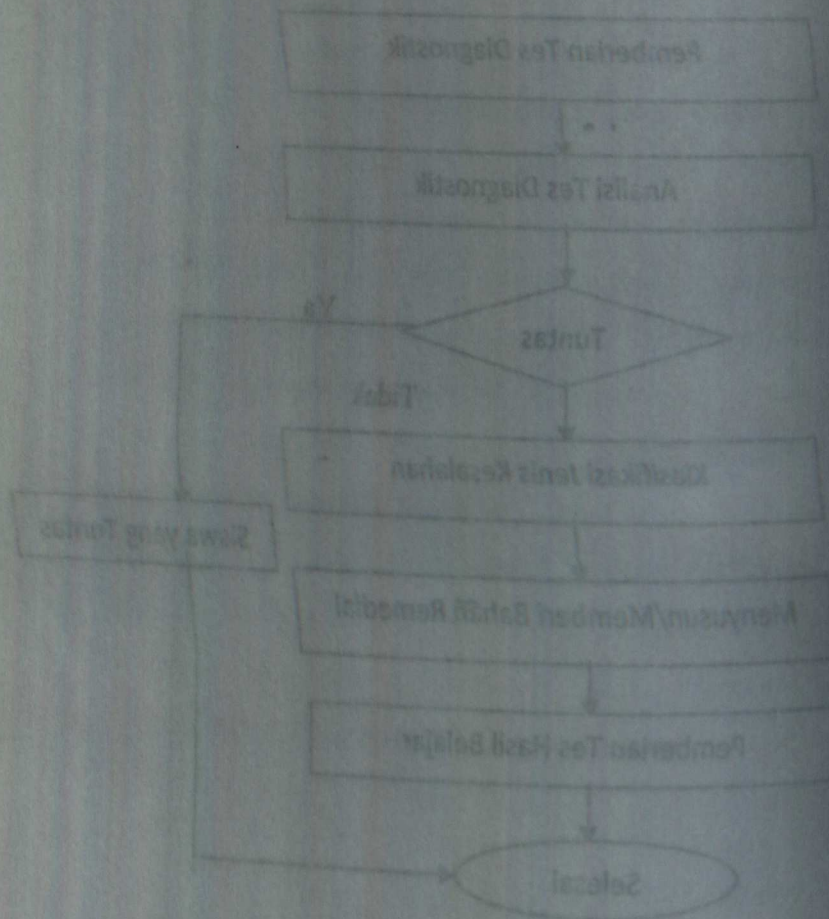 Pemberian Tes Diagnostik
Analisi Tes Diagnostik
Tuntas
Ya
Tidak
Klasifikasi Jenis Kesalahan
Siswa yang Tuntas
Menyusun/Memberi Bahan Remedial
Pemberian Tes Hasil Belajar
Selesai